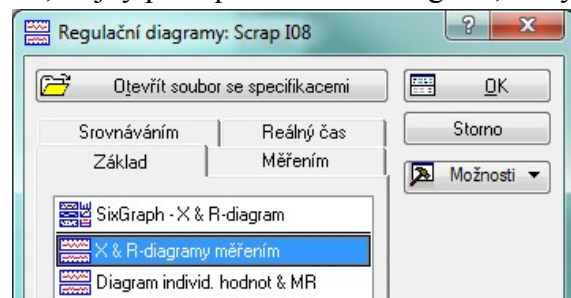 Regulační diagramy: Scrap I08
Otevřít soubor se specifikacemi
OK
Srovnáváním
Reálný čas
Storno
Základ
Měřením
Možnosti
SixGraph - X & R-diagram
X & R-diagramy měřením
Diagram individ. hodnot & MR